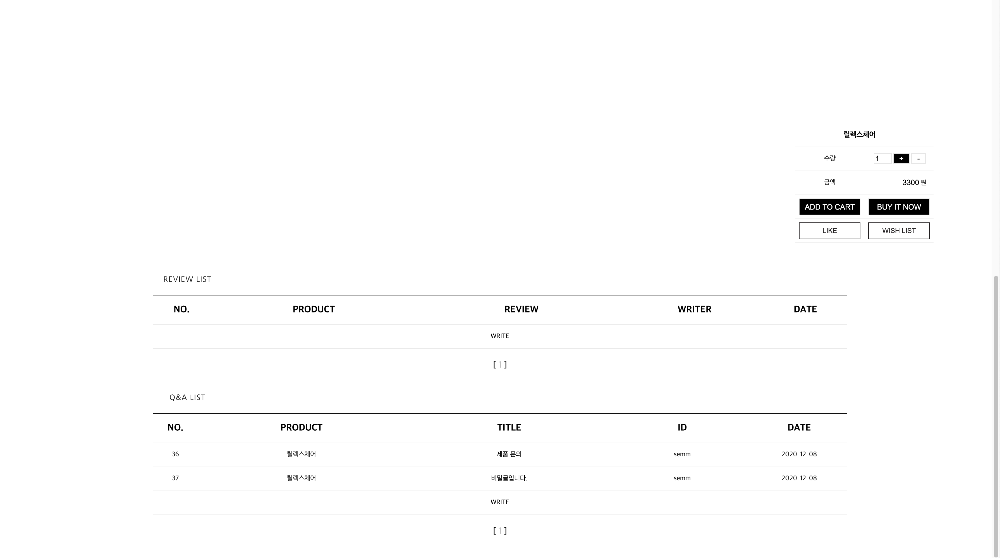 릴렉스체어
수량 1 + -
금액 3300 원
ADD TO CART BUY IT NOW
LIKE WISH LIST
REVIEW LIST
NO. PRODUCT REVIEW WRITER DATE
WRITE
[ 1 ]
Q&A LIST
NO. PRODUCT TITLE ID DATE
36 릴렉스체어 제품 문의 semm 2020-12-08
37 릴렉스체어 비밀글입니다. semm 2020-12-08
WRITE
[ 1 ]